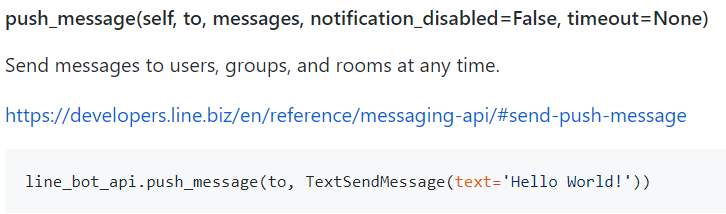 push_message(self, to, messages, notification_disabled=False, timeout=None)
Send messages to users, groups, and rooms at any time.
https://developers.line.biz/en/reference/messaging-api/#send-push-message
line_bot_api.push_message(to, TextSendMessage(text='Hello World!'))